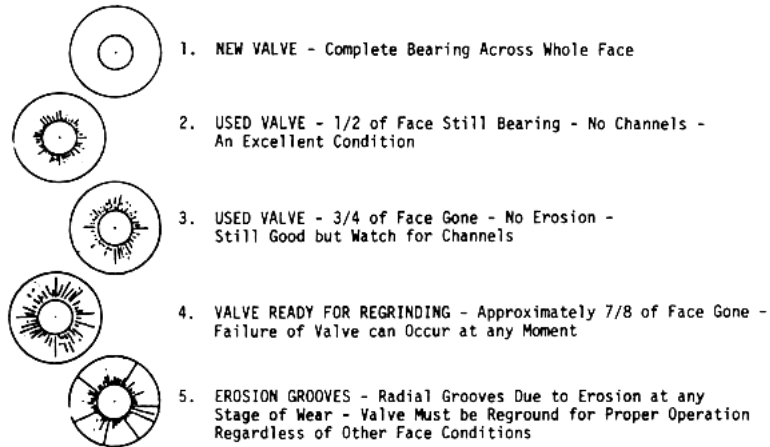 1. NEW VALVE - Complete Bearing Across Whole Face
2. USED VALVE - 1/2 of Face Still Bearing - No Channels -
An Excellent Condition
3. USED VALVE - 3/4 of Face Gone - No Erosion -
Still Good but Watch for Channels
4. VALVE READY FOR REGRINDING - Approximately 7/8 of Face Gone -
Failure of Valve can Occur at any Moment
5. EROSION GROOVES - Radial Grooves Due to Erosion at any
Stage of Wear - Valve Must be Reground for Proper Operation
Regardless of Other Face Conditions